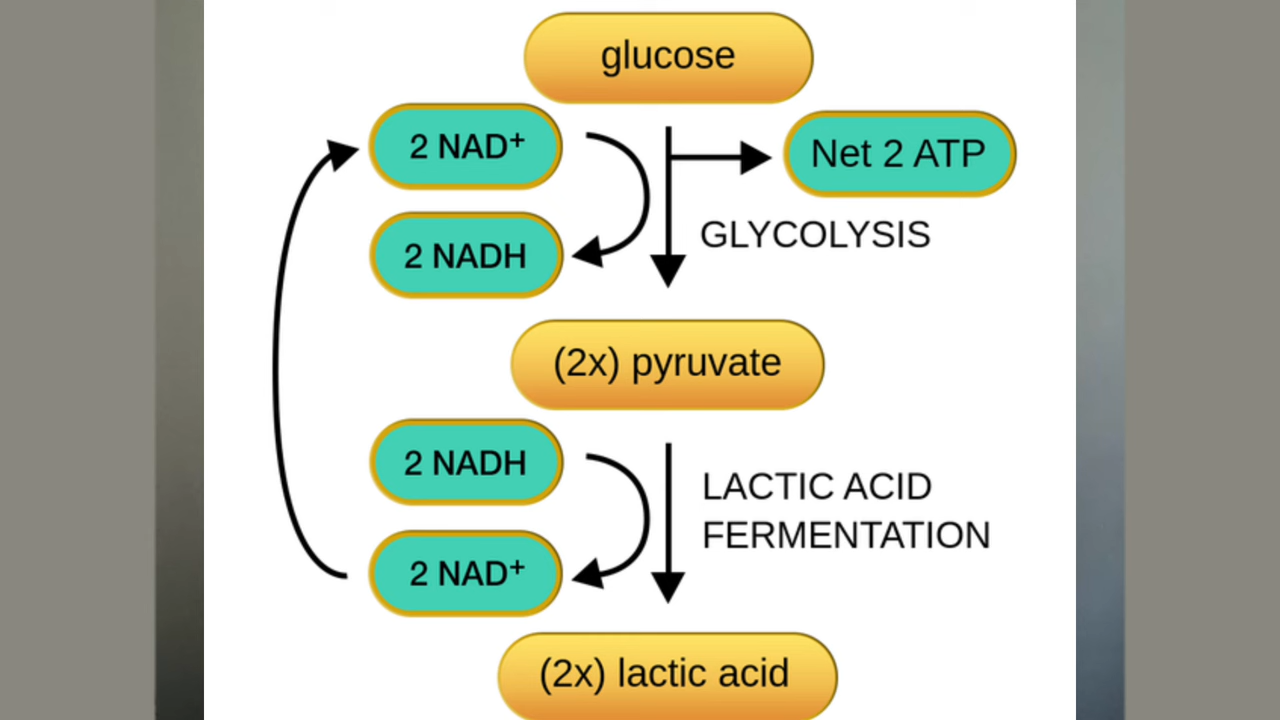 glucose
2 NAD⁺
Net 2 ATP
GLYCOLYSIS
2 NADH
(2x) pyruvate
2 NADH
LACTIC ACID
FERMENTATION
2 NAD⁺
(2x) lactic acid